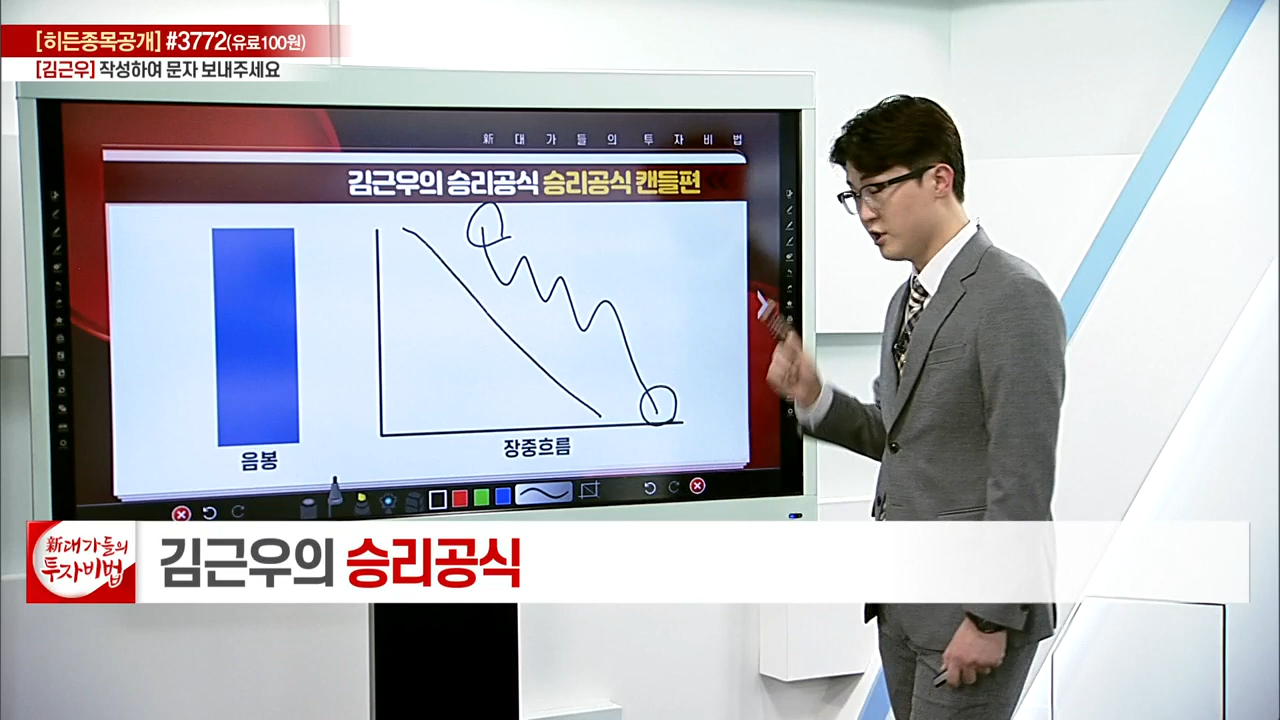 [히든종목공개] #3772(유료100원)
[김근우] 작성하여 문자 보내주세요
新 대 가 들 의 투 자 비 법
김근우의 승리공식 승리공식 캔들편
음봉
장중흐름
新대가들의
투자비법
김근우의 승리공식